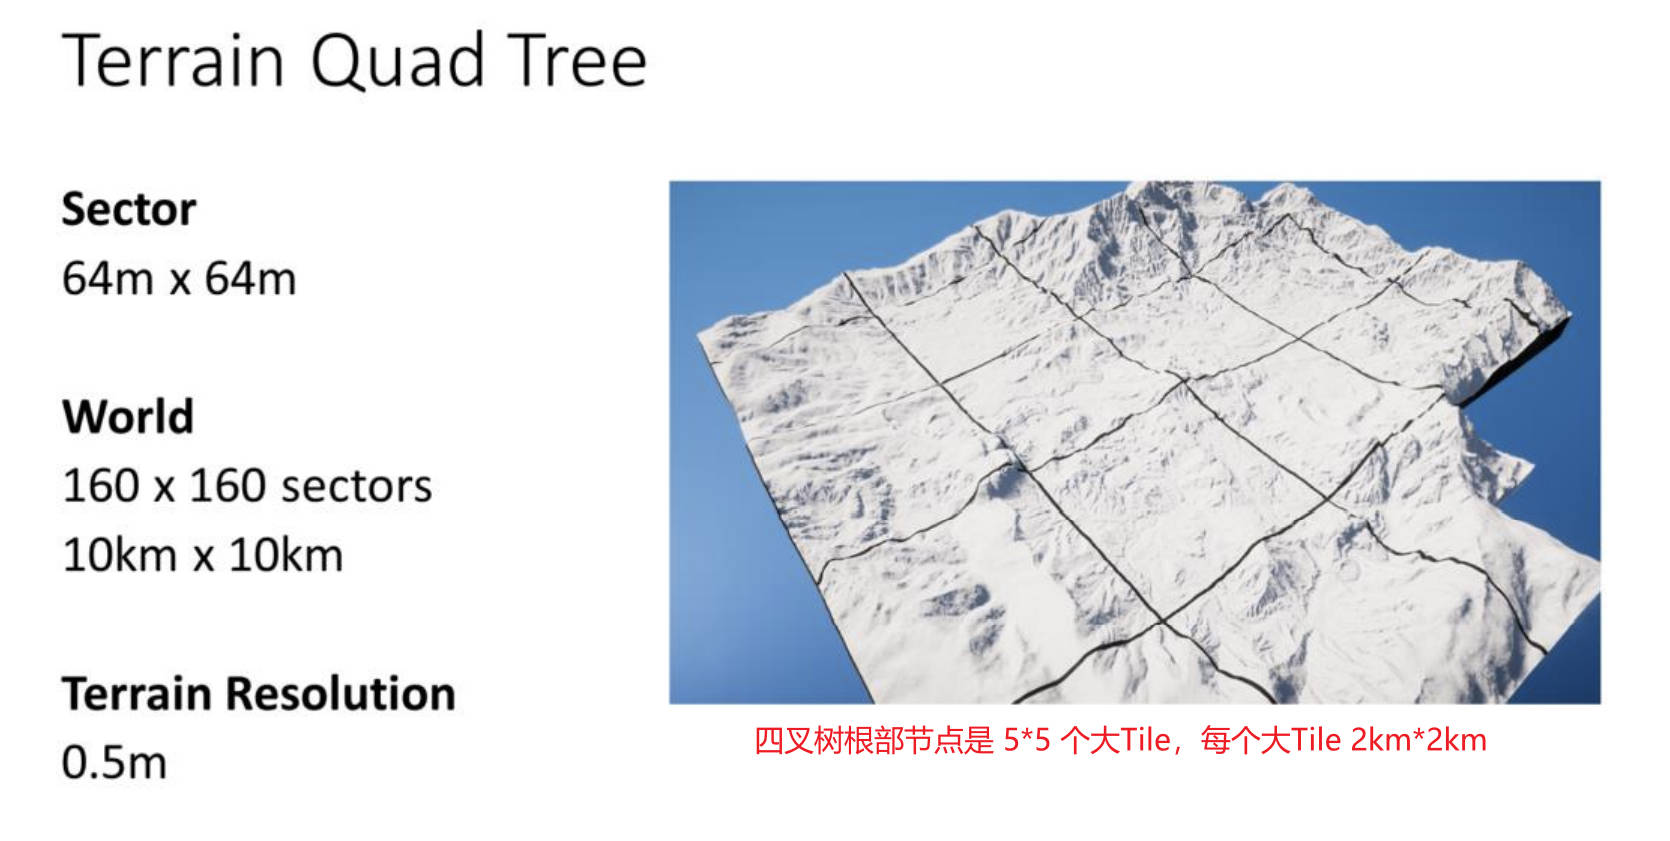 Terrain Quad Tree
Sector
64m x 64m
World
160 x 160 sectors
10km x 10km
Terrain Resolution
0.5m
四叉树根部节点是 5*5 个大Tile，每个大Tile 2km*2km